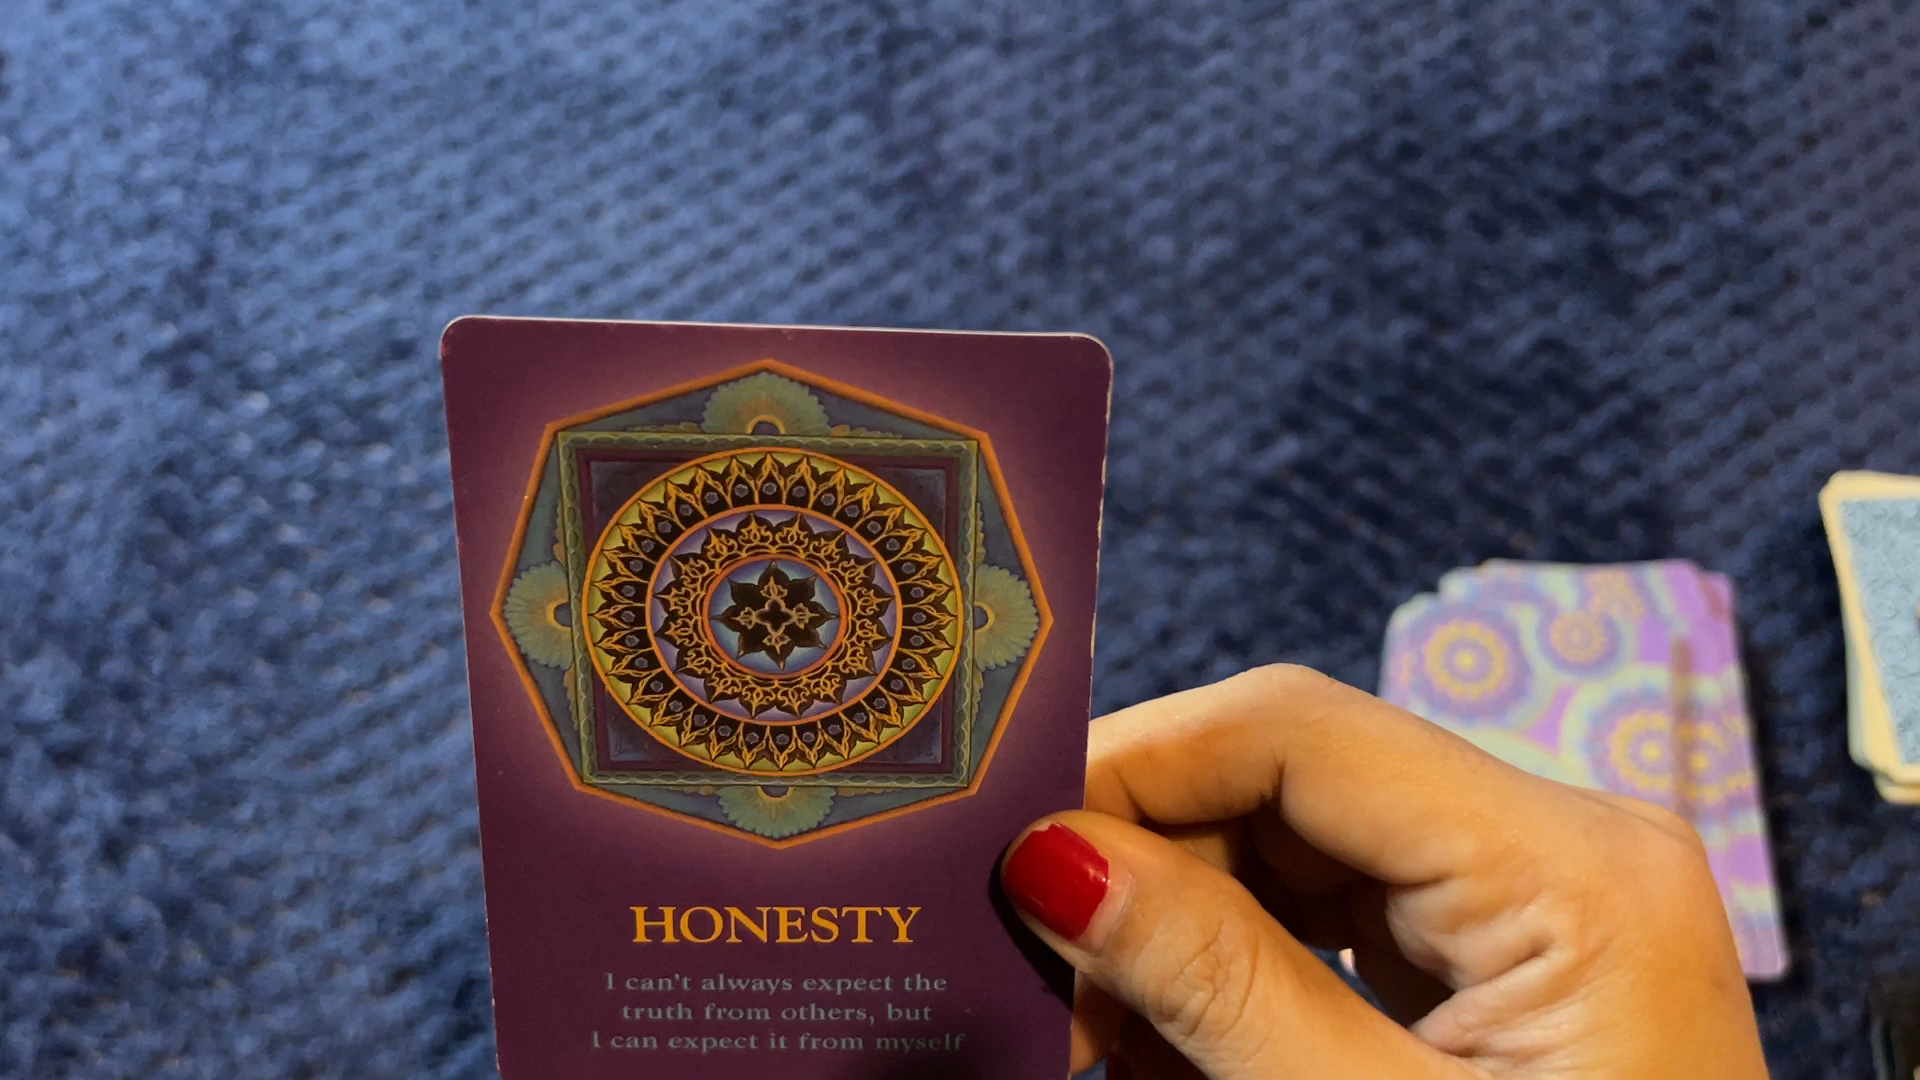 HONESTY
I can't always expect the
truth from others, but
I can expect it from myself